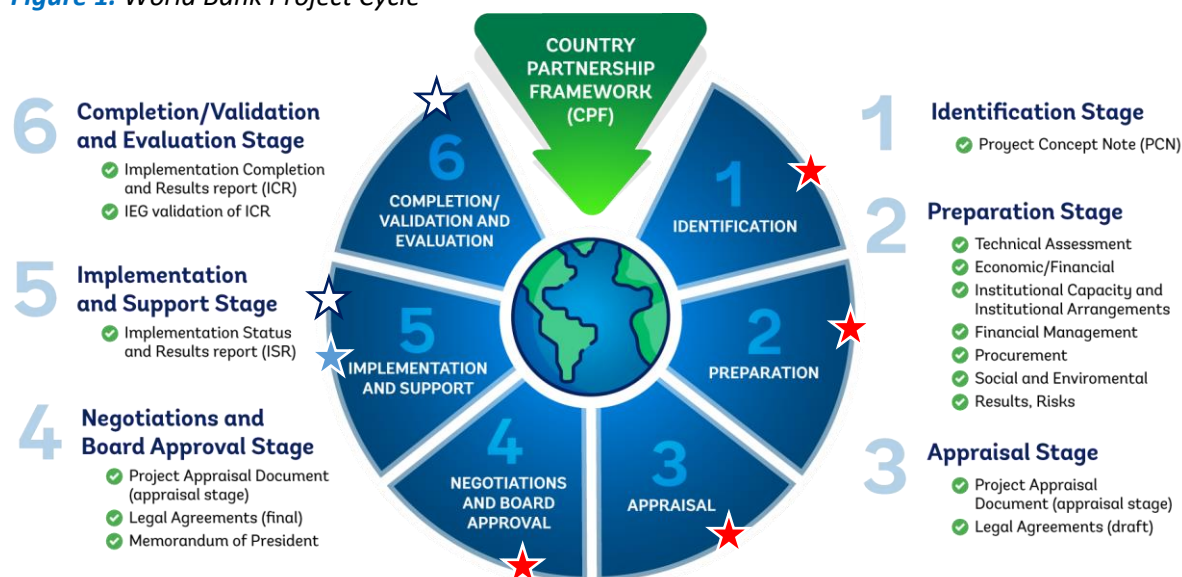 Figure 1: World Bank Project Cycle
COUNTRY
PARTNERSHIP
FRAMEWORK
(CPF)
6
Completion/Validation
and Evaluation Stage
Implementation Completion
and Results report (ICR)
IEG validation of ICR
5
Implementation
and Support Stage
Implementation Status
and Results report (ISR)
4
Negotiations and
Board Approval Stage
Project Appraisal Document
(appraisal stage)
Legal Agreements (final)
Memorandum of President
6
COMPLETION/
VALIDATION AND
EVALUATION
5
IMPLEMENTATION
AND SUPPORT
4
NEGOTIATIONS
AND BOARD
APPROVAL
3
APPRAISAL
2
PREPARATION
1
IDENTIFICATION
1
Identification Stage
Proyect Concept Note (PCN)
2
Preparation Stage
Technical Assessment
Economic/Financial
Institutional Capacity and
Institutional Arrangements
Financial Management
Procurement
Social and Enviromental
Results, Risks
3
Appraisal Stage
Project Appraisal
Document (appraisal stage)
Legal Agreements (draft)